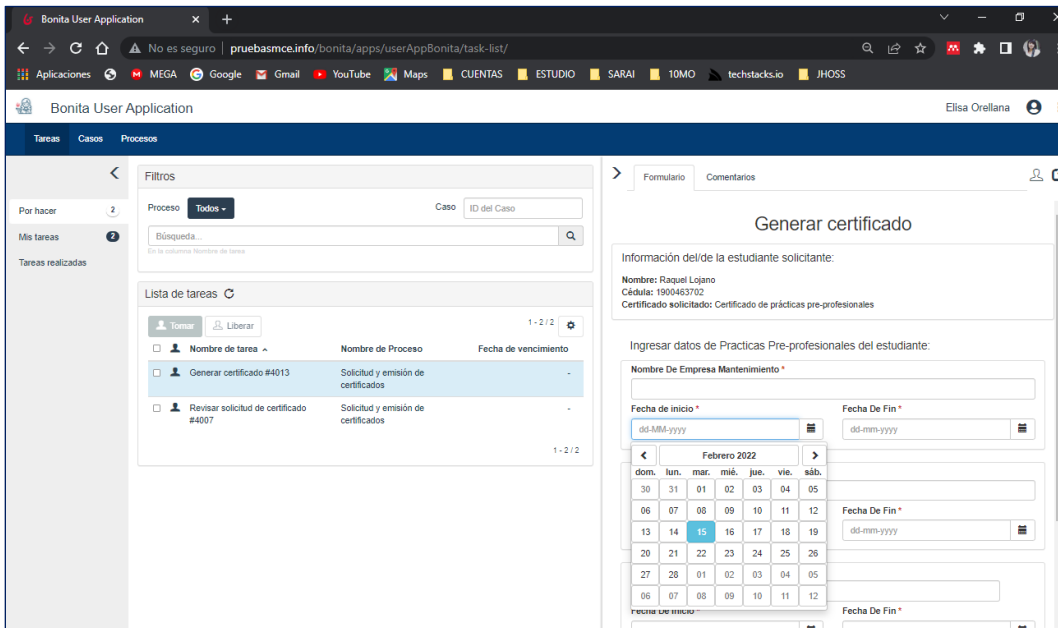 Bonita User Application
No es seguro | pruebasmce.info/bonita/apps/userAppBonita/task-list/
Aplicaciones MEGA Google Gmail YouTube Maps CUENTAS ESTUDIO SARAI 10MO techstacks.io JHOSS
Bonita User Application Elisa Orellana
Tareas Casos Procesos
Por hacer 2
Mis tareas 2
Tareas realizadas
Filtros
Proceso Todos Caso ID del Caso
Búsqueda...
En la columna Nombre de tarea
Lista de tareas
Tomar Liberar 1 - 2 / 2
Nombre de tarea Nombre de Proceso Fecha de vencimiento
Generar certificado #4013 Solicitud y emisión de certificados -
Revisar solicitud de certificado #4007 Solicitud y emisión de certificados -
1 - 2 / 2
Formulario Comentarios
Generar certificado
Información del/de la estudiante solicitante:
Nombre: Raquel Lojano
Cédula: 1900463702
Certificado solicitado: Certificado de prácticas pre-profesionales
Ingresar datos de Practicas Pre-profesionales del estudiante:
Nombre De Empresa Mantenimiento *
Fecha de inicio * Fecha De Fin *
dd-MM-yyyy dd-mm-yyyy
Febrero 2022
dom. lun. mar. mié. jue. vie. sáb.
30 31 01 02 03 04 05
06 07 08 09 10 11 12
13 14 15 16 17 18 19
20 21 22 23 24 25 26
27 28 01 02 03 04 05
06 07 08 09 10 11 12
Fecha De Fin *
dd-mm-yyyy
Fecha De Inicio * Fecha De Fin *